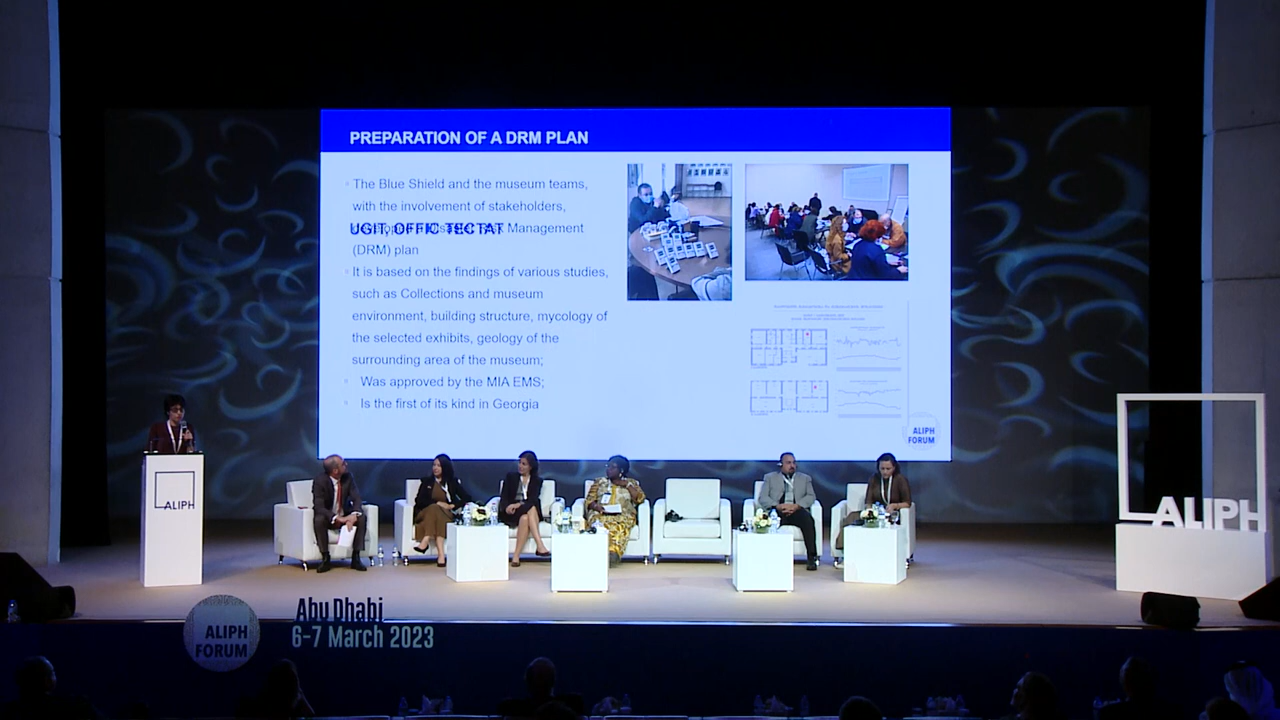 PREPARATION OF A DRM PLAN
The Blue Shield and the museum teams,
with the involvement of stakeholders,
Management
(DRM) plan
It is based on the findings of various studies,
such as Collections and museum
environment, building structure, mycology of
the selected exhibits, geology of the
surrounding area of the museum;
Was approved by the MIA EMS;
Is the first of its kind in Georgia
ALIPH
FORUM
ALIPH
ALIPH
ALIPH
FORUM
Abu Dhabi
6-7 March 2023